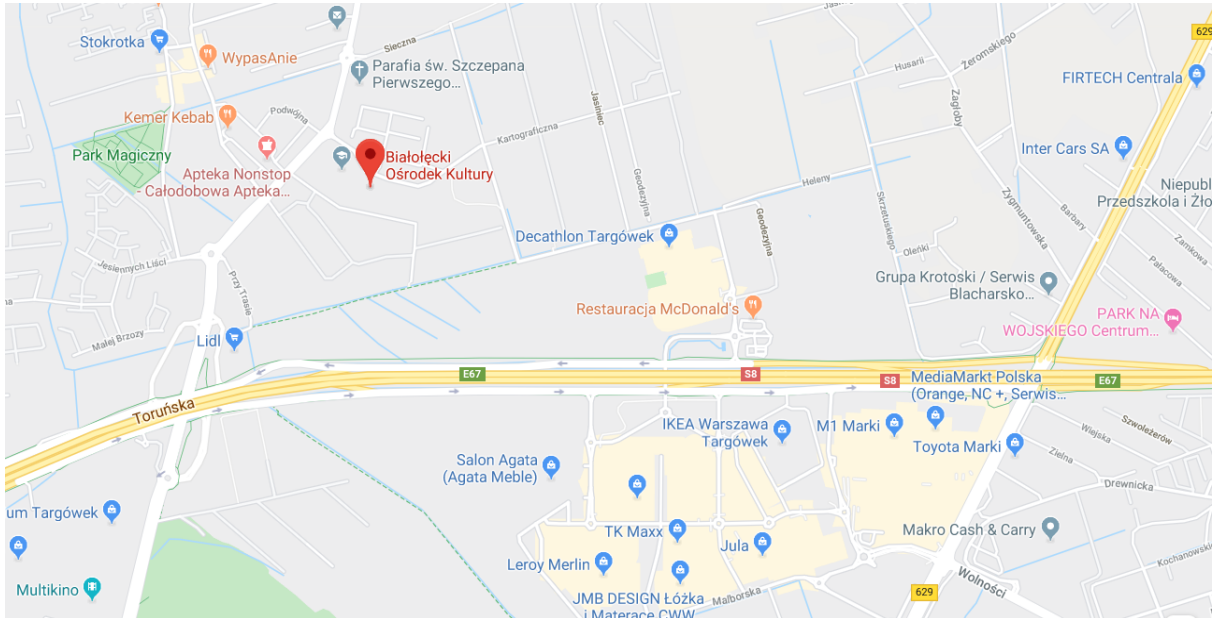 Stokrotka
WypasAnie
Sieczna
Parafia św. Szczepana
Pierwszego...
Jasiniec
Husarii
Żeromskiego
629
FIRTECH Centrala
Kemer Kebab
Podwójna
Kartograficzna
Zagłoby
Park Magiczny
Apteka Nonstop
- Całodobowa Apteka...
Białołęcki
Ośrodek Kultury
Inter Cars SA
Geodezyjna
Heleny
Skrzetuskiego
Zygmuntowska
Barbary
Niepubl
Przedszkola i Żło
Geodezyjna
Decathlon Targówek
Oleńki
Zamkowa
Pałacowa
Jesiennych Liści
Przy Trasie
Grupa Krotoski / Serwis
Blacharsko...
Restauracja McDonald's
PARK NA
WOJSKIEGO Centrum...
Małej Brzozy
Lidl
E67
S8
S8
E67
MediaMarkt Polska
(Orange, NC +, Serwis...
Toruńska
IKEA Warszawa
Targówek
M1 Marki
Toyota Marki
Wiejska
Szwoleżerów
Zielna
Salon Agata
(Agata Meble)
Drewnicka
um Targówek
TK Maxx
Jula
Makro Cash & Carry
Kochanowskie
Leroy Merlin
Wolności
Multikino
JMB DESIGN Łóżka
i Materace CWW
Malborska
629